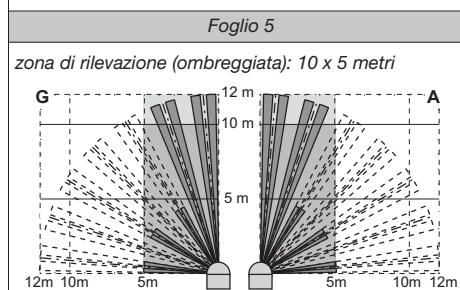 Foglio 5
zona di rilevazione (ombreggiata): 10 x 5 metri
G 12 m A
10 m
5 m
12m 10m 5m 5m 10m 12m